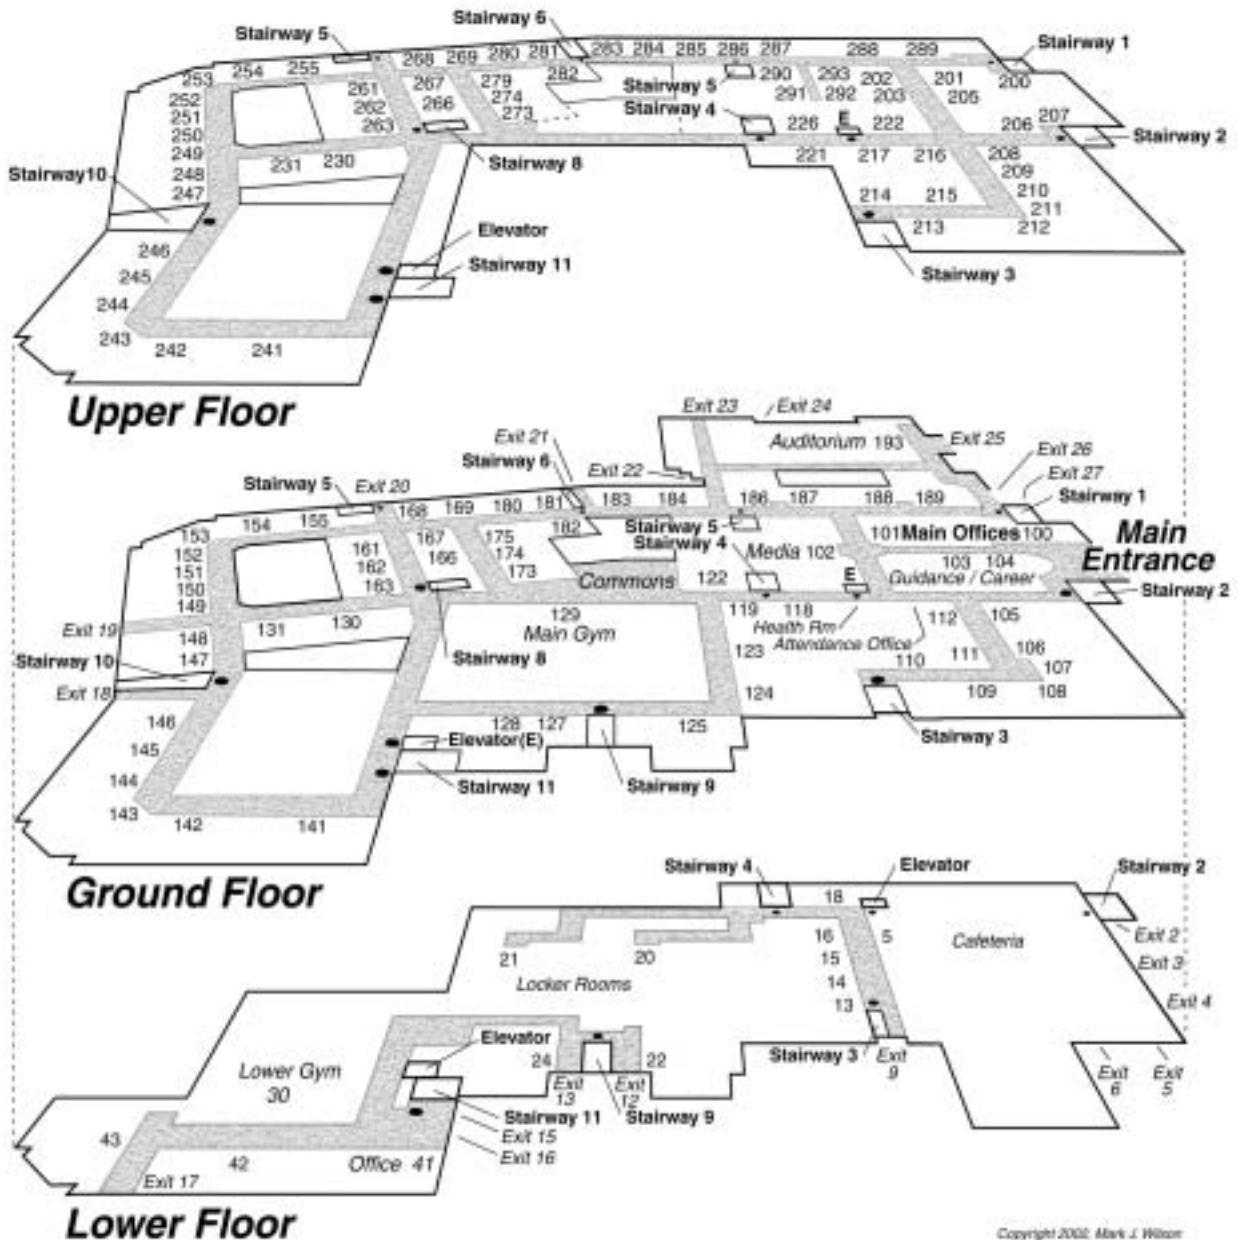 Stairway 6
Stairway 5
268 269 280 281 283 284 285 286 287 288 289
Stairway 1
253 254 255 267 282 Stairway 5 290 293 202 201 200
252 261 266 279 291 292 203 205
251 262 274 Stairway 4
250 263 273 226 E 222 206 207
249 231 230 Stairway 8 221 217 216 208 Stairway 2
248 209
Stairway10 247 214 215 210
211
246 Elevator 213 212
245 Stairway 11 Stairway 3
244
243 242 241
Upper Floor
Exit 23 Exit 24
Exit 21 Auditorium 193 Exit 25
Stairway 6 Exit 22 Exit 26
Stairway 5 Exit 20 Exit 27
168 169 180 181 183 184 186 187 188 189 Stairway 1
153 154 155 167 182 Stairway 5 101 Main Offices 100 Main Entrance
152 161 166 175 Stairway 4 Media 102 103 104
151 162 174 Commons 122 E Guidance / Career
150 163 173 Stairway 2
149 129 119 118 112 105
Exit 19 131 130 Main Gym Health Rm
148 123 Attendance Office 106
Stairway 10 147 Stairway 8 110 111 107
Exit 18 124 109 108
146 128 127 125
145 Elevator(E) Stairway 3
144 Stairway 11 Stairway 9
143 142 141
Ground Floor
Stairway 4 Elevator Stairway 2
18
21 20 16 5 Cafeteria Exit 2
Locker Rooms 15 Exit 3
14
13 Exit 4
Elevator
Lower Gym 24 22 Stairway 3 Exit 9
30 Exit 13 Exit 12 Exit 6 Exit 5
Stairway 11 Stairway 9
43 Exit 15
42 Office 41 Exit 16
Exit 17
Lower Floor
Copyright 2002, Mark J. Wilson